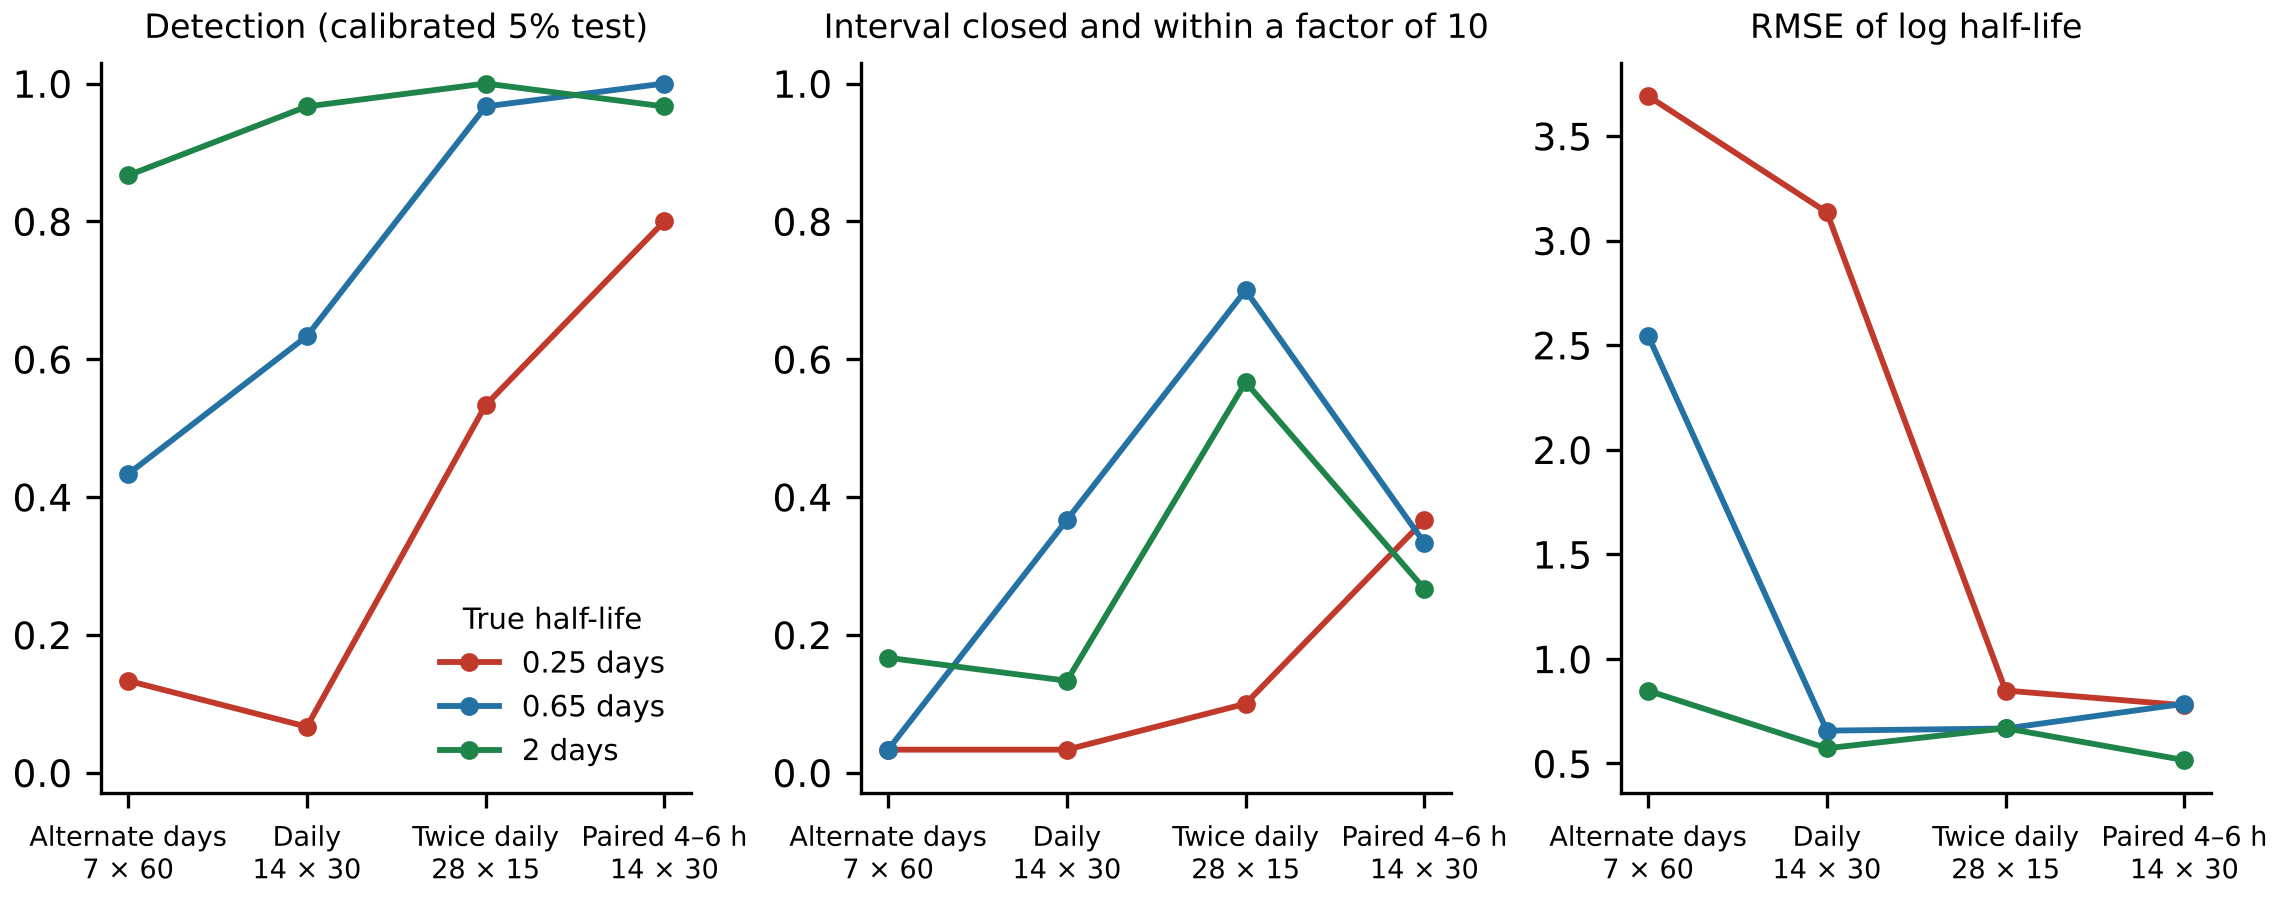 Detection (calibrated 5% test)
1.0
0.8
0.6
0.4
0.2
0.0
True half-life
0.25 days
0.65 days
2 days
Alternate days
7 × 60
Daily
14 × 30
Twice daily
28 × 15
Paired 4–6 h
14 × 30
Interval closed and within a factor of 10
1.0
0.8
0.6
0.4
0.2
0.0
Alternate days
7 × 60
Daily
14 × 30
Twice daily
28 × 15
Paired 4–6 h
14 × 30
RMSE of log half-life
3.5
3.0
2.5
2.0
1.5
1.0
0.5
Alternate days
7 × 60
Daily
14 × 30
Twice daily
28 × 15
Paired 4–6 h
14 × 30